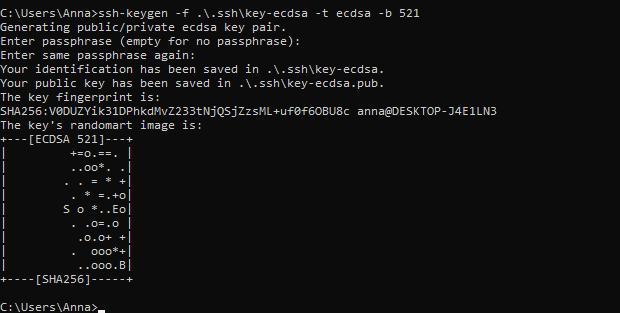 C:\Users\Anna>ssh-keygen -f .\.ssh\key-ecdsa -t ecdsa -b 521
Generating public/private ecdsa key pair.
Enter passphrase (empty for no passphrase):
Enter same passphrase again:
Your identification has been saved in .\.ssh\key-ecdsa.
Your public key has been saved in .\.ssh\key-ecdsa.pub.
The key fingerprint is:
SHA256:V0DUZYik31DPhkdMvZ233tNjQSjZzsML+uf0f6OBU8c anna@DESKTOP-J4E1LN3
The key's randomart image is:
+---[ECDSA 521]---+
|         +=o.==. |
|         ..oo*. .|
|        . . = * +|
|         . * =.+o|
|        S o *..Eo|
|         . .o=.o |
|          .o.o+ +|
|         .  ooo*+|
|          ..ooo.B|
+----[SHA256]-----+
C:\Users\Anna>